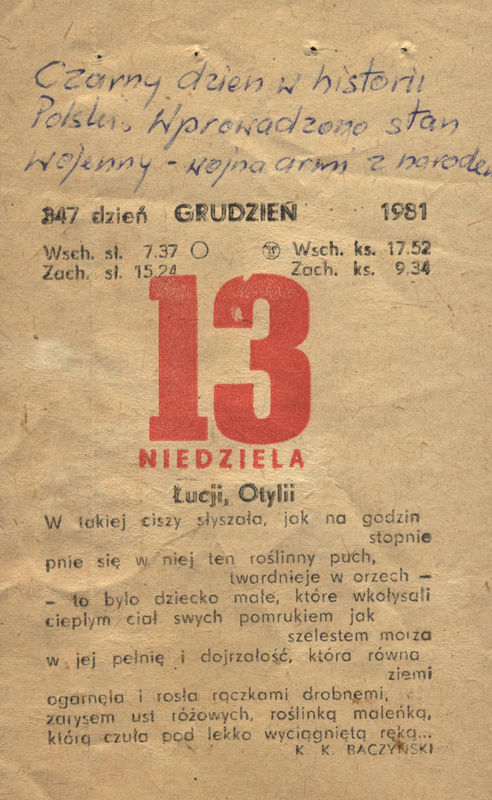 Czarny dzień w historii
Polski. Wprowadzono stan
wojenny - wojna armi z narodem
347 dzień GRUDZIEŃ 1981
Wsch. sł. 7.37 Wsch. ks. 17.52
Zach. sł. 15.24 Zach. ks. 9.34
13
NIEDZIELA
Łucji, Otylii
W takiej ciszy słyszała, jak na godzin
stopnie
pnie się w niej ten roślinny puch,
twardnieje w orzech —
— to było dziecko małe, które wkołysali
ciepłym ciał swych pomrukiem jak
szelestem morza
w jej pełnię i dojrzałość, która równa
ziemi
ogarnęła i rosła rączkami drobnemi,
zarysem ust różowych, roślinką maleńką,
którą czuła pod lekko wyciągniętą ręką...
K. K. BACZYŃSKI